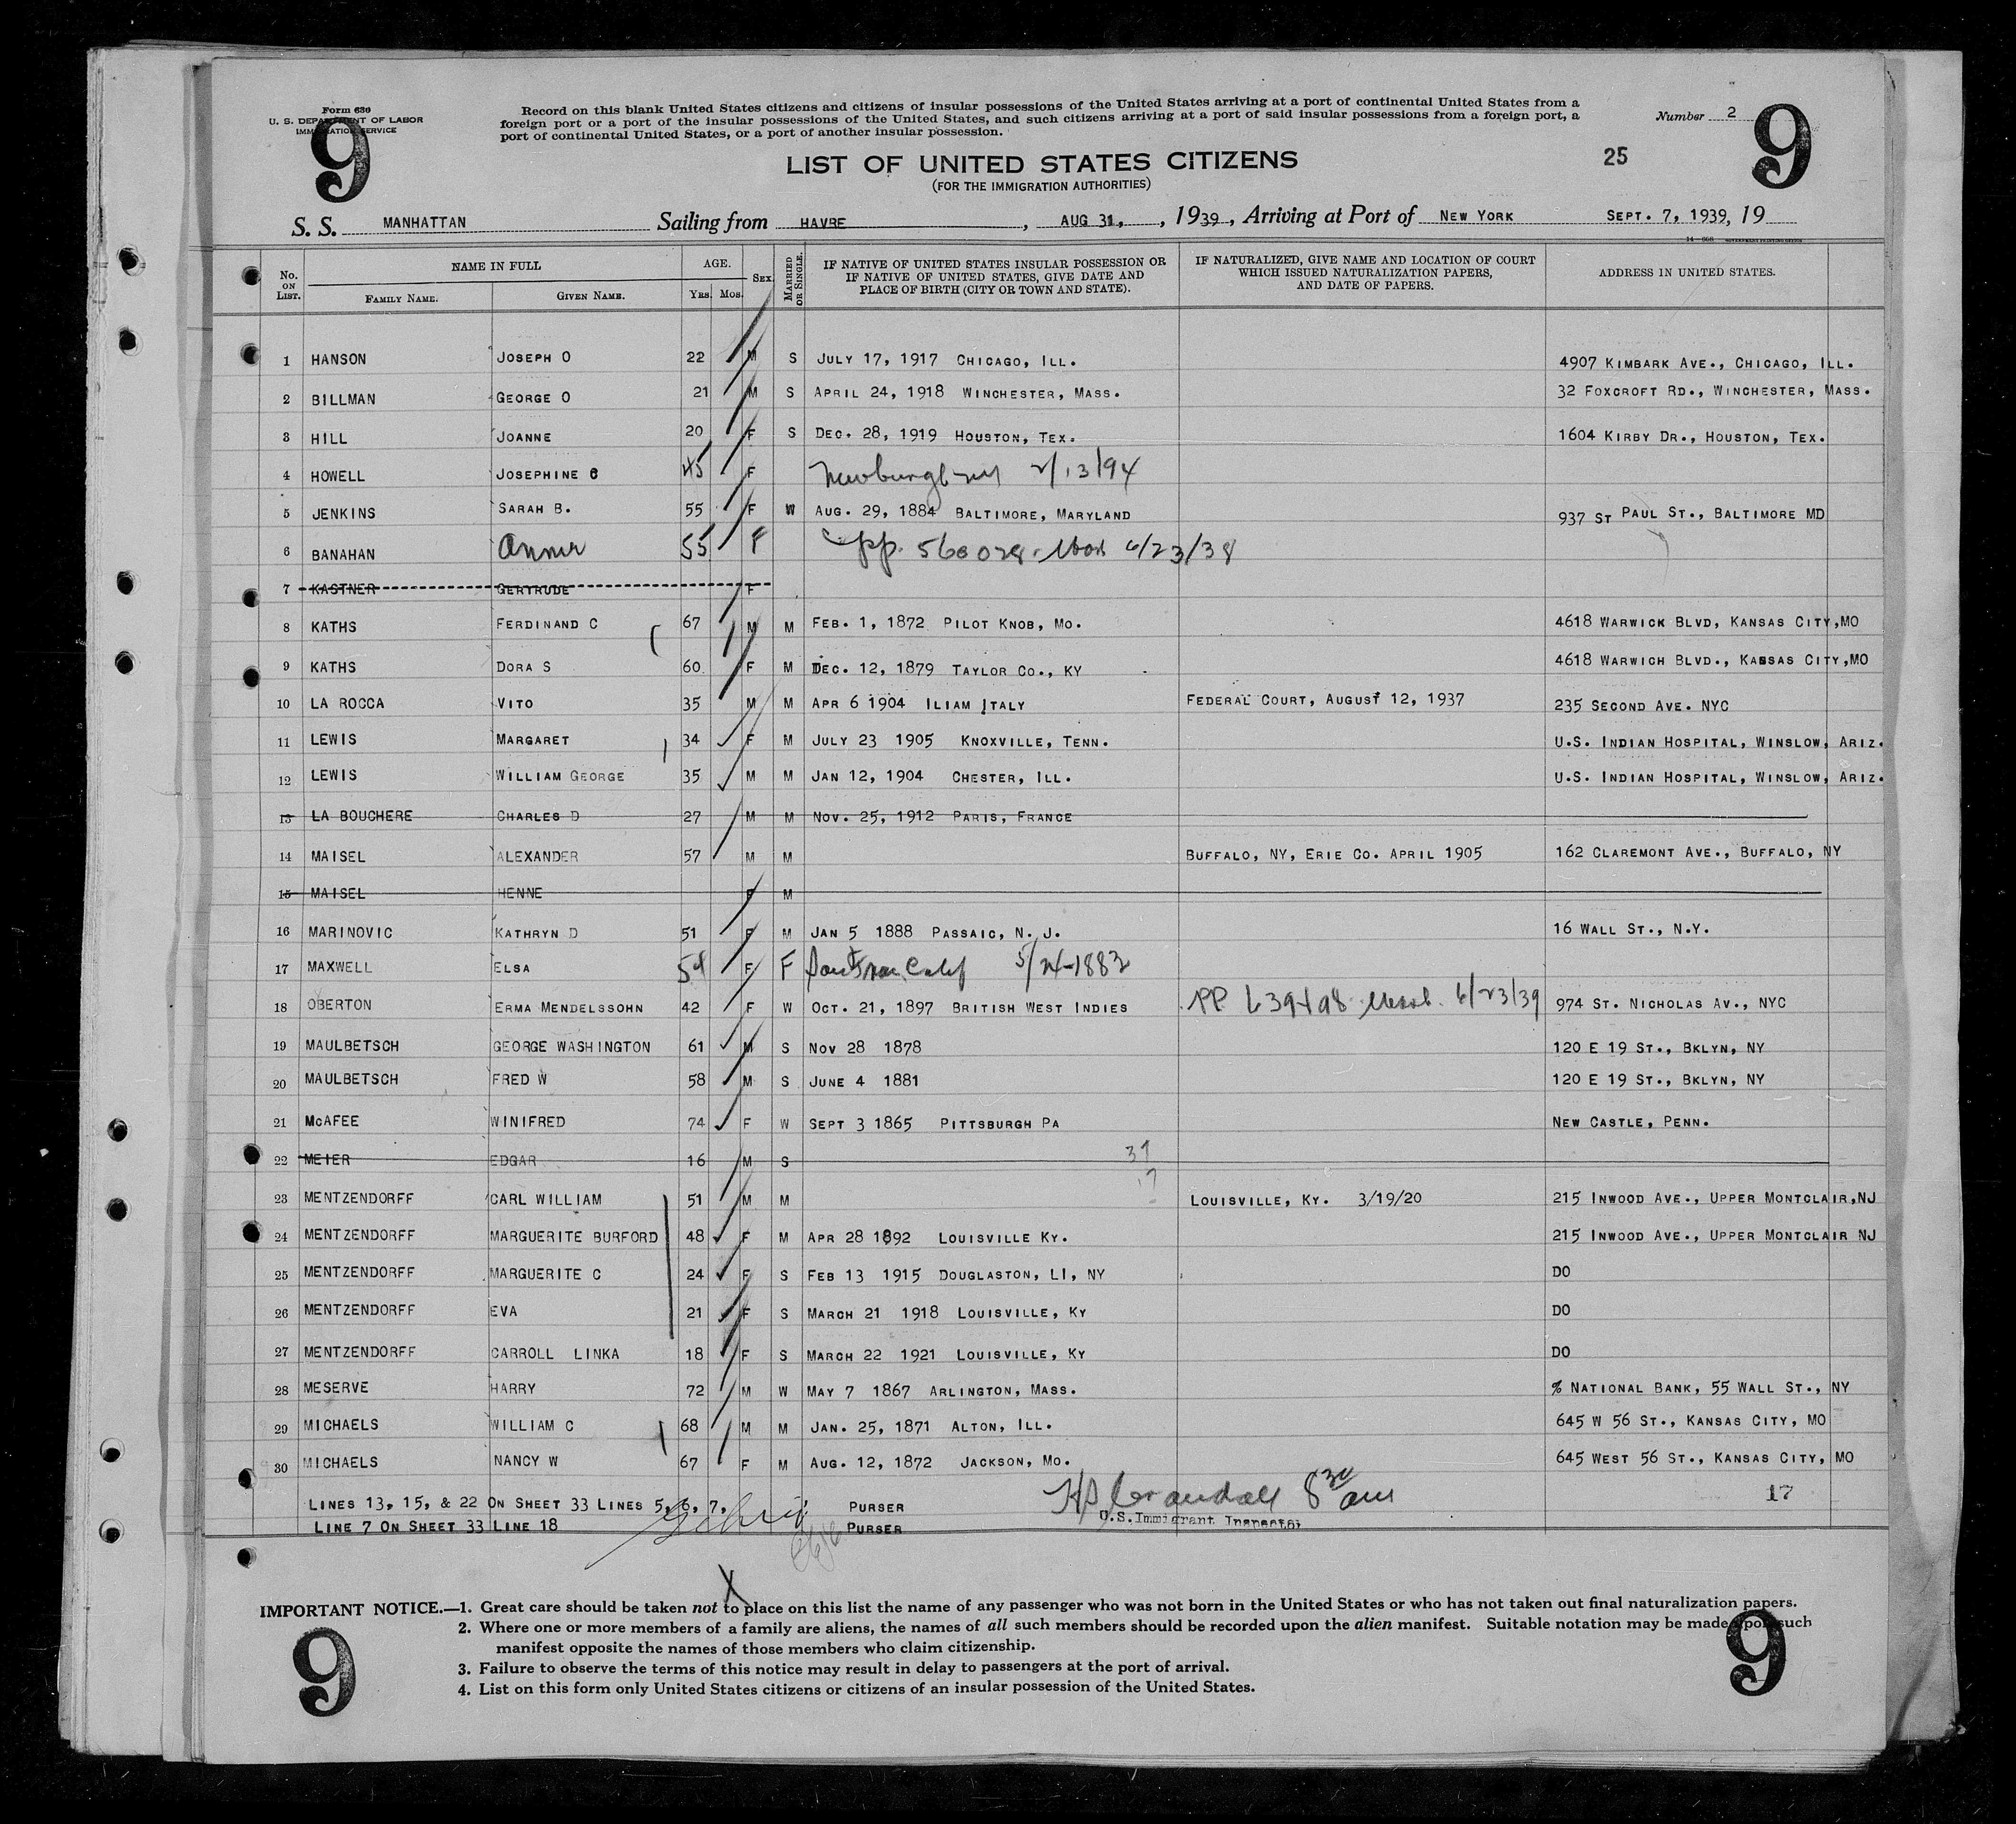 Form 630
U. S. DEPARTMENT OF LABOR
IMMIGRATION SERVICE
9
Record on this blank United States citizens and citizens of insular possessions of the United States arriving at a port of continental United States from a
foreign port or a port of the insular possessions of the United States, and such citizens arriving at a port of said insular possessions from a foreign port, a
port of continental United States, or a port of another insular possession.
Number 2
9
25
LIST OF UNITED STATES CITIZENS
(FOR THE IMMIGRATION AUTHORITIES)
S. S. MANHATTAN Sailing from HAVRE, AUG 31, , 1939, Arriving at Port of NEW YORK SEPT. 7, 1939, 19
No. ON LIST. NAME IN FULL FAMILY NAME. GIVEN NAME. AGE. YRS. MOS. SEX MARRIED OR SINGLE. IF NATIVE OF UNITED STATES INSULAR POSSESSION OR IF NATIVE OF UNITED STATES, GIVE DATE AND PLACE OF BIRTH (CITY OR TOWN AND STATE). IF NATURALIZED, GIVE NAME AND LOCATION OF COURT WHICH ISSUED NATURALIZATION PAPERS, AND DATE OF PAPERS. ADDRESS IN UNITED STATES.
1 HANSON JOSEPH O 22 M S JULY 17, 1917 CHICAGO, ILL. 4907 KIMBARK AVE., CHICAGO, ILL.
2 BILLMAN GEORGE O 21 M S APRIL 24, 1918 WINCHESTER, MASS. 32 FOXCROFT RD., WINCHESTER, MASS.
3 HILL JOANNE 20 F S DEC. 28, 1919 HOUSTON, TEX. 1604 KIRBY DR., HOUSTON, TEX.
4 HOWELL JOSEPHINE 45 F Newburgh NY 2/13/94
5 JENKINS SARAH B. 55 F W AUG. 29, 1884 BALTIMORE, MARYLAND 937 ST PAUL ST., BALTIMORE MD
6 BANAHAN Anna 55 F pp. 560028 6/23/38
7 KASTNER GERTRUDE F
8 KATHS FERDINAND C 67 M M FEB. 1, 1872 PILOT KNOB, MO. 4618 WARWICK BLVD, KANSAS CITY,MO
9 KATHS DORA S 60 F M DEC. 12, 1879 TAYLOR CO., KY 4618 WARWICH BLVD., KANSAS CITY,MO
10 LA ROCCA VITO 35 M M APR 6 1904 ILIAM ITALY FEDERAL COURT, AUGUST 12, 1937 235 SECOND AVE. NYC
11 LEWIS MARGARET 34 F M JULY 23 1905 KNOXVILLE, TENN. U.S. INDIAN HOSPITAL, WINSLOW, ARIZ.
12 LEWIS WILLIAM GEORGE 35 M M JAN 12, 1904 CHESTER, ILL. U.S. INDIAN HOSPITAL, WINSLOW, ARIZ.
13 LA BOUCHERE CHARLES D 27 M M NOV. 25, 1912 PARIS, FRANCE
14 MAISEL ALEXANDER 57 M M BUFFALO, NY, ERIE CO. APRIL 1905 162 CLAREMONT AVE., BUFFALO, NY
15 MAISEL HENNE F M
16 MARINOVIC KATHRYN D 51 F M JAN 5 1888 PASSAIC, N. J. 16 WALL ST., N.Y.
17 MAXWELL ELSA 54 F F San Fran Calif 5/24-1883
18 OBERTON ERMA MENDELSSOHN 42 F W OCT. 21, 1897 BRITISH WEST INDIES PP 639498 6/23/39 974 ST. NICHOLAS AV., NYC
19 MAULBETSCH GEORGE WASHINGTON 61 M S NOV 28 1878 120 E 19 ST., BKLYN, NY
20 MAULBETSCH FRED W 58 M S JUNE 4 1881 120 E 19 ST., BKLYN, NY
21 MCAFEE WINIFRED 74 F W SEPT 3 1865 PITTSBURGH PA NEW CASTLE, PENN.
22 MEIER EDGAR 16 M S
23 MENTZENDORFF CARL WILLIAM 51 M M LOUISVILLE, KY. 3/19/20 215 INWOOD AVE., UPPER MONTCLAIR,NJ
24 MENTZENDORFF MARGUERITE BURFORD 48 F M APR 28 1892 LOUISVILLE KY. 215 INWOOD AVE., UPPER MONTCLAIR NJ
25 MENTZENDORFF MARGUERITE C 24 F S FEB 13 1915 DOUGLASTON, LI, NY DO
26 MENTZENDORFF EVA 21 F S MARCH 21 1918 LOUISVILLE, KY DO
27 MENTZENDORFF CARROLL LINKA 18 F S MARCH 22 1921 LOUISVILLE, KY DO
28 MESERVE HARRY 72 M W MAY 7 1867 ARLINGTON, MASS. % NATIONAL BANK, 55 WALL ST., NY
29 MICHAELS WILLIAM C 68 M M JAN. 25, 1871 ALTON, ILL. 645 W 56 ST., KANSAS CITY, MO
30 MICHAELS NANCY W 67 F M AUG. 12, 1872 JACKSON, MO. 645 WEST 56 ST., KANSAS CITY, MO
LINES 13, 15, & 22 ON SHEET 33 LINES 5, 6, 7, PURSER Crandall 8 30 am 17
LINE 7 ON SHEET 33 LINE 18 PURSER U.S. Immigrant Inspector
IMPORTANT NOTICE.—1. Great care should be taken not to place on this list the name of any passenger who was not born in the United States or who has not taken out final naturalization papers.
2. Where one or more members of a family are aliens, the names of all such members should be recorded upon the alien manifest. Suitable notation may be made upon such
manifest opposite the names of those members who claim citizenship.
3. Failure to observe the terms of this notice may result in delay to passengers at the port of arrival.
4. List on this form only United States citizens or citizens of an insular possession of the United States.
9
9